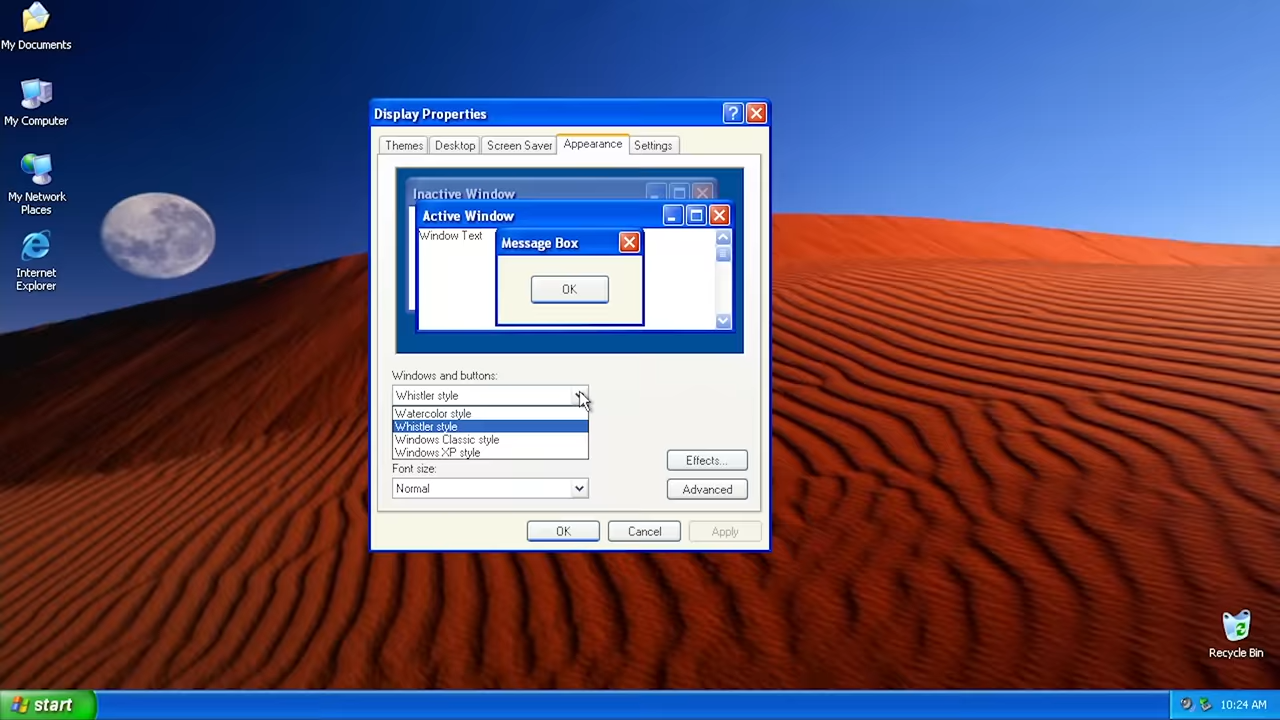 My Documents
My Computer
My Network
Places
Internet
Explorer
Display Properties
Themes
Desktop
Screen Saver
Appearance
Settings
Inactive Window
Active Window
Window Text
Message Box
OK
Windows and buttons:
Whistler style
Watercolor style
Whistler style
Windows Classic style
Windows XP style
Font size:
Normal
Effects...
Advanced
OK
Cancel
Apply
Recycle Bin
start
10:24 AM